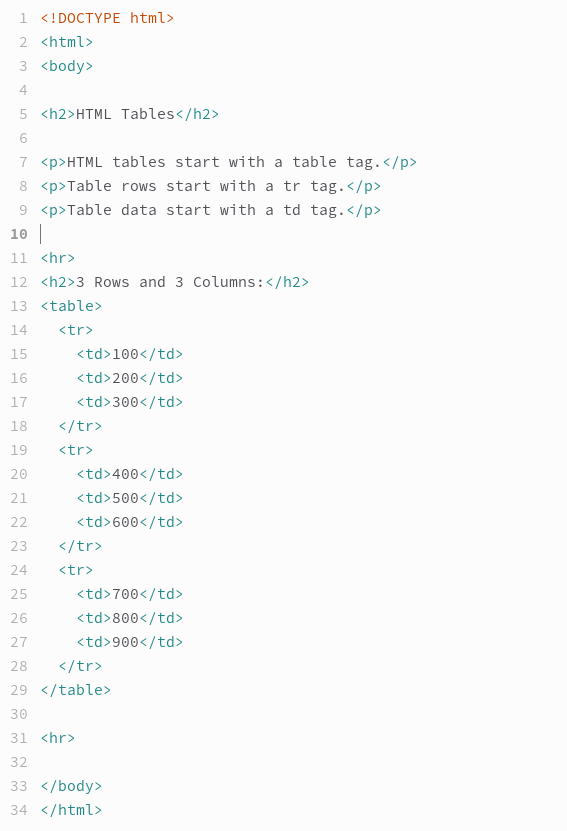 1 <!DOCTYPE html>
2 <html>
3 <body>
4
5 <h2>HTML Tables</h2>
6
7 <p>HTML tables start with a table tag.</p>
8 <p>Table rows start with a tr tag.</p>
9 <p>Table data start with a td tag.</p>
10
11 <hr>
12 <h2>3 Rows and 3 Columns:</h2>
13 <table>
14   <tr>
15     <td>100</td>
16     <td>200</td>
17     <td>300</td>
18   </tr>
19   <tr>
20     <td>400</td>
21     <td>500</td>
22     <td>600</td>
23   </tr>
24   <tr>
25     <td>700</td>
26     <td>800</td>
27     <td>900</td>
28   </tr>
29 </table>
30
31 <hr>
32
33 </body>
34 </html>